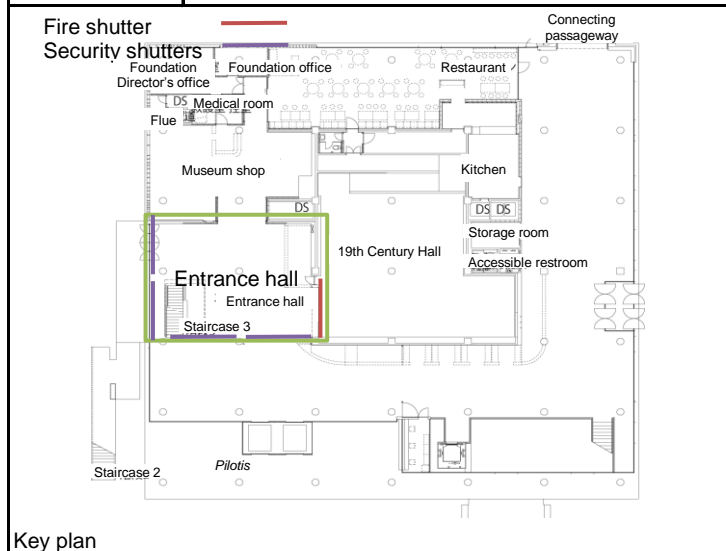 Fire shutter
Security shutters
Connecting
passageway
Foundation
Director's office
Foundation office
Restaurant
DS
Medical room
Flue
Museum shop
Kitchen
DS
DS DS
Storage room
19th Century Hall
Accessible restroom
Entrance hall
Entrance hall
Staircase 3
Staircase 2
Pilotis
Key plan